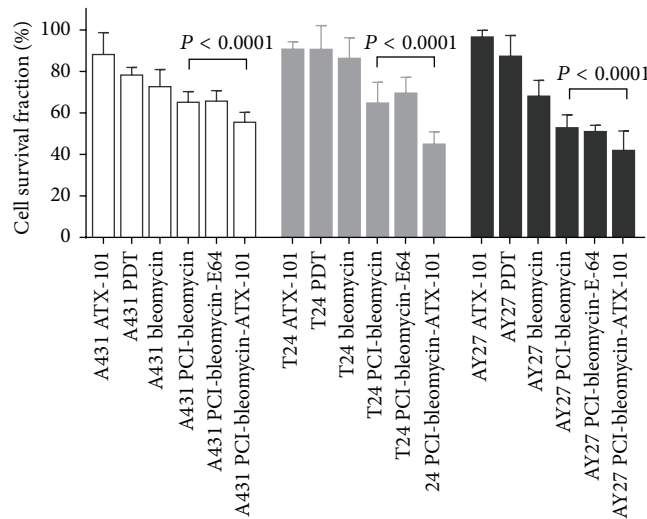 Cell survival fraction (%)
100
80
60
40
20
0
P < 0.0001
P < 0.0001
P < 0.0001
A431 ATX-101
A431 PDT
A431 bleomycin
A431 PCI-bleomycin
A431 PCI-bleomycin-E64
A431 PCI-bleomycin-ATX-101
T24 ATX-101
T24 PDT
T24 bleomycin
T24 PCI-bleomycin
T24 PCI-bleomycin-E64
24 PCI-bleomycin-ATX-101
AY27 ATX-101
AY27 PDT
AY27 bleomycin
AY27 PCI-bleomycin
AY27 PCI-bleomycin-E-64
AY27 PCI-bleomycin-ATX-101